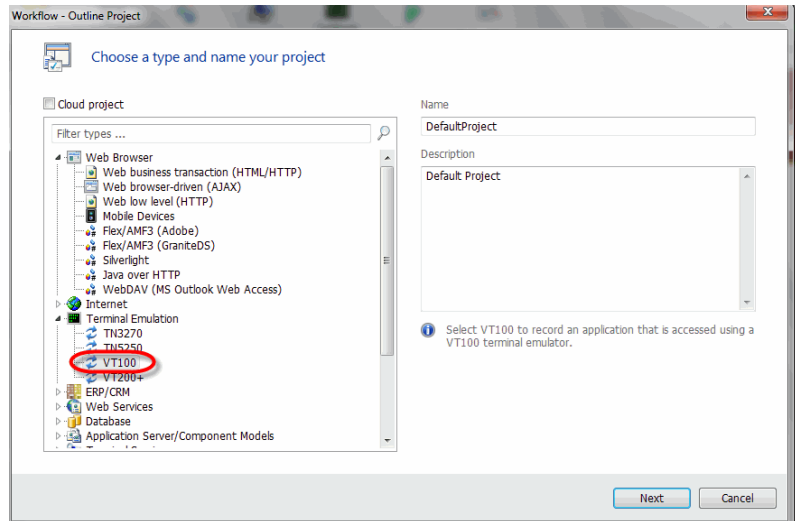 Workflow - Outline Project
Choose a type and name your project
Cloud project
Filter types ...
Web Browser
Web business transaction (HTML/HTTP)
Web browser-driven (AJAX)
Web low level (HTTP)
Mobile Devices
Flex/AMF3 (Adobe)
Flex/AMF3 (GraniteDS)
Silverlight
Java over HTTP
WebDAV (MS Outlook Web Access)
Internet
Terminal Emulation
TN3270
TN5250
VT100
VT200+
ERP/CRM
Web Services
Database
Application Server/Component Models
Name
DefaultProject
Description
Default Project
Select VT100 to record an application that is accessed using a
VT100 terminal emulator.
Next
Cancel